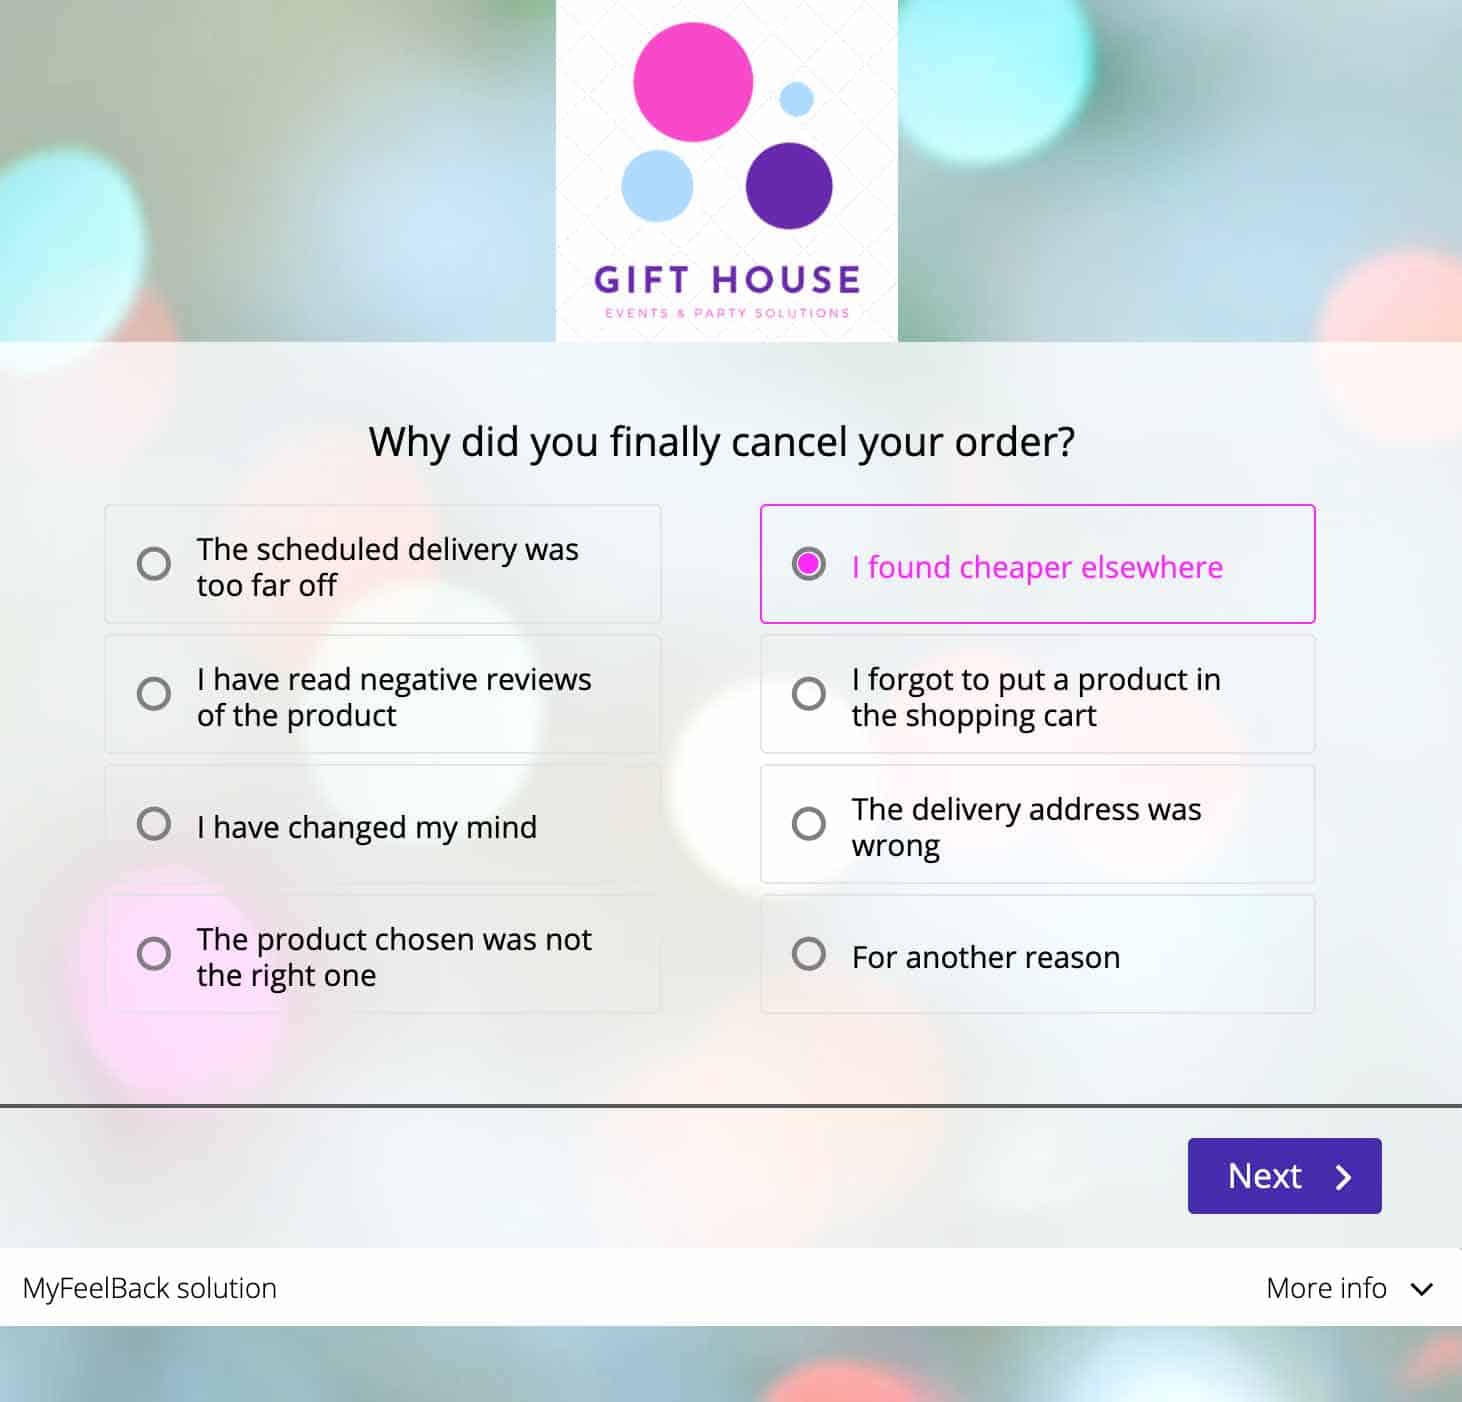 GIFT HOUSE
EVENTS & PARTY SOLUTIONS
Why did you finally cancel your order?
The scheduled delivery was
too far off
I found cheaper elsewhere
I have read negative reviews
of the product
I forgot to put a product in
the shopping cart
I have changed my mind
The delivery address was
wrong
The product chosen was not
the right one
For another reason
Next
MyFeelBack solution
More info